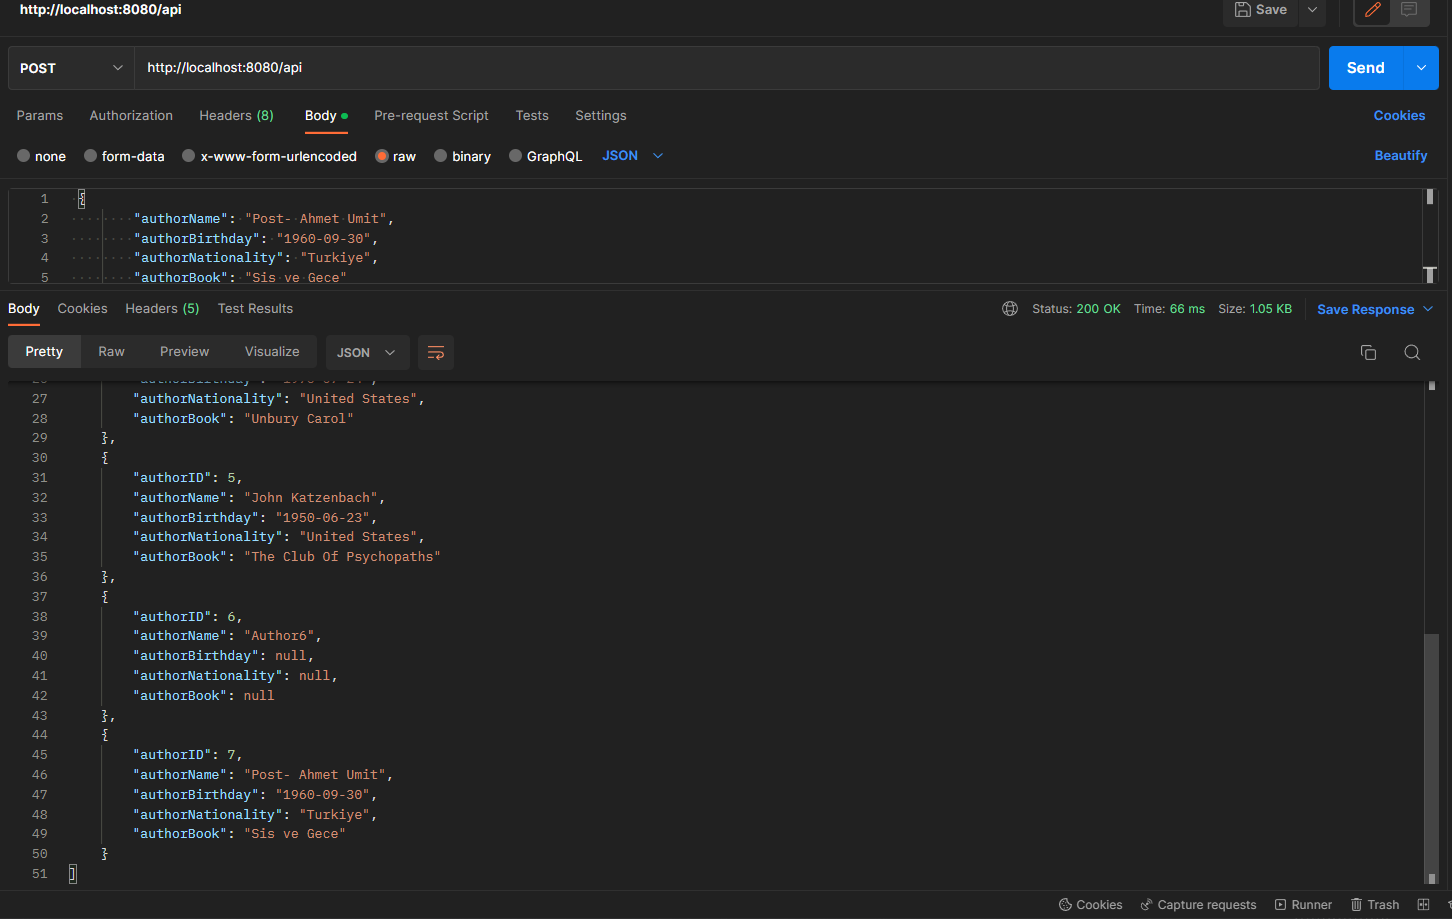 http://localhost:8080/api
Save
POST http://localhost:8080/api Send
Params Authorization Headers (8) Body Pre-request Script Tests Settings Cookies
none form-data x-www-form-urlencoded raw binary GraphQL JSON Beautify
1 {
2 "authorName": "Post- Ahmet Umit",
3 "authorBirthday": "1960-09-30",
4 "authorNationality": "Turkiye",
5 "authorBook": "Sis ve Gece"
Body Cookies Headers (5) Test Results Status: 200 OK Time: 66 ms Size: 1.05 KB Save Response
Pretty Raw Preview Visualize JSON
27 "authorNationality": "United States",
28 "authorBook": "Unbury Carol"
29 },
30 {
31 "authorID": 5,
32 "authorName": "John Katzenbach",
33 "authorBirthday": "1950-06-23",
34 "authorNationality": "United States",
35 "authorBook": "The Club Of Psychopaths"
36 },
37 {
38 "authorID": 6,
39 "authorName": "Author6",
40 "authorBirthday": null,
41 "authorNationality": null,
42 "authorBook": null
43 },
44 {
45 "authorID": 7,
46 "authorName": "Post- Ahmet Umit",
47 "authorBirthday": "1960-09-30",
48 "authorNationality": "Turkiye",
49 "authorBook": "Sis ve Gece"
50 }
51 ]
Cookies Capture requests Runner Trash